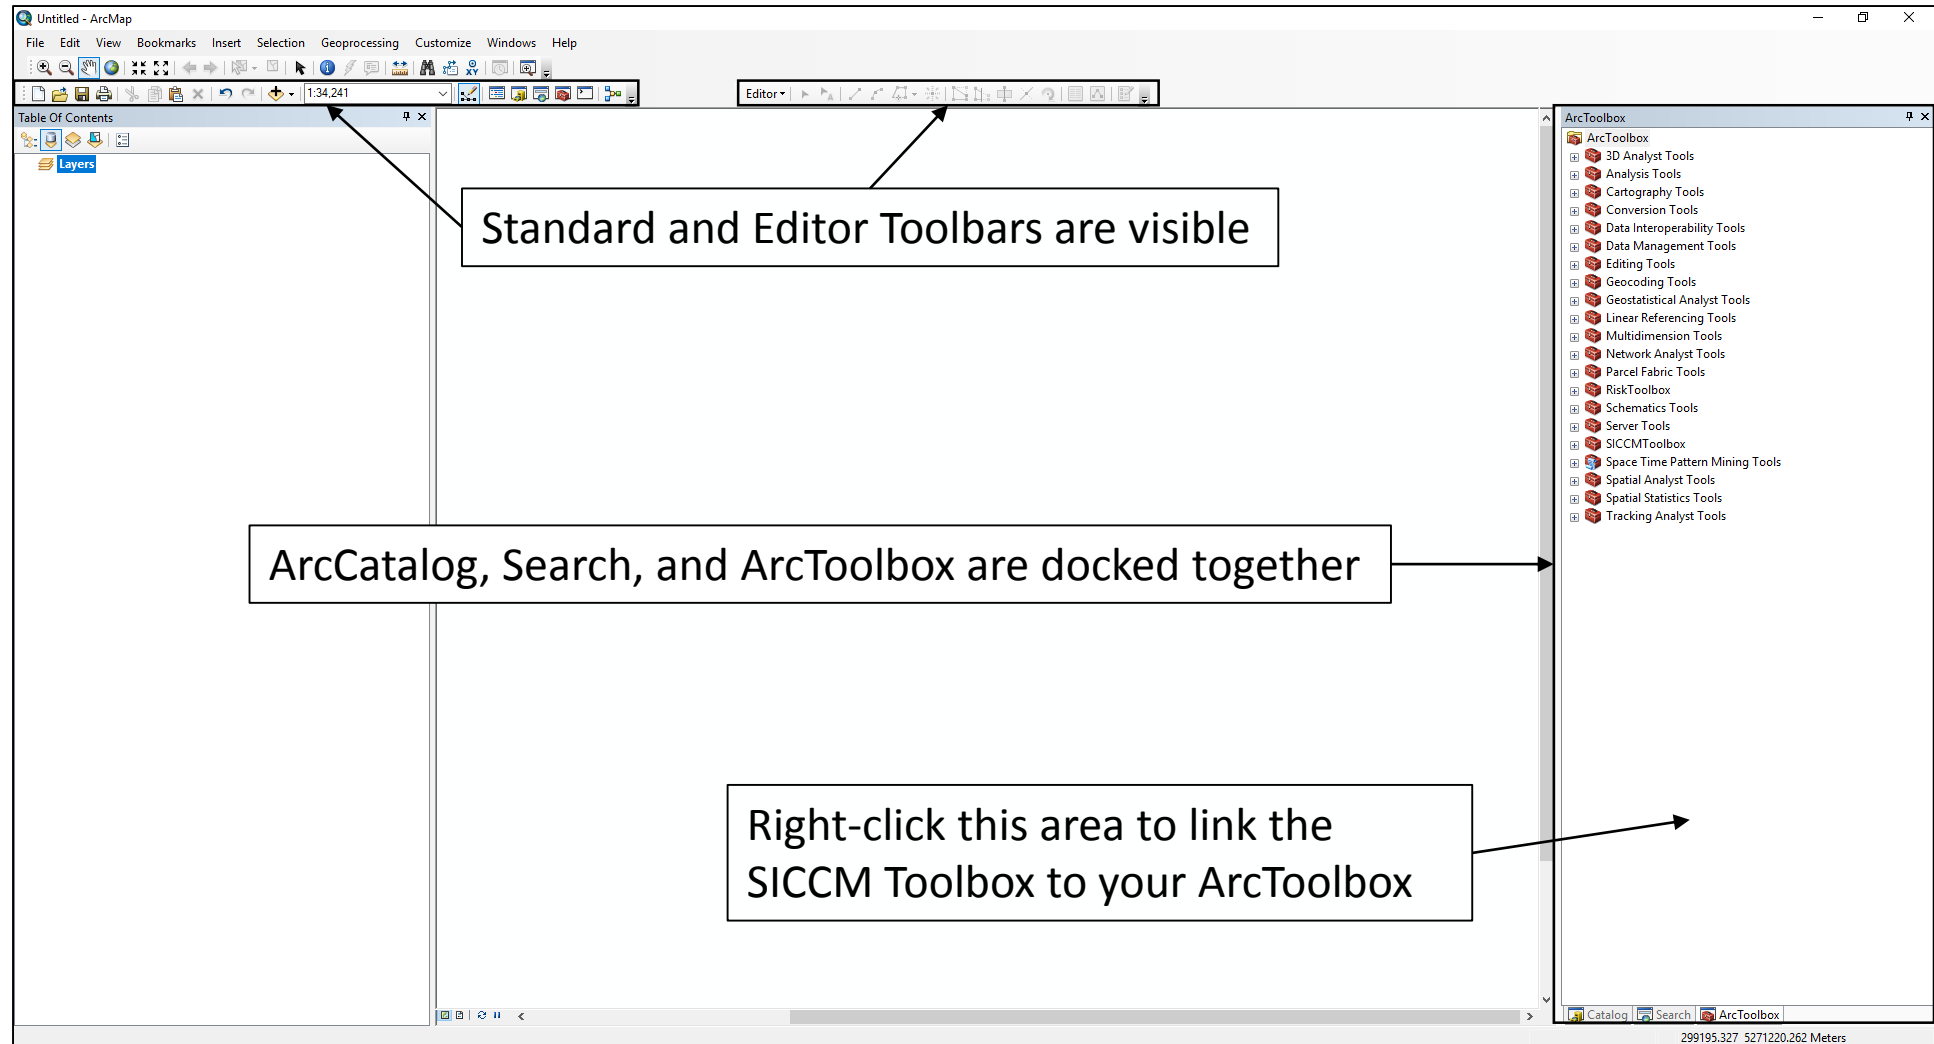 Untitled - ArcMap
File Edit View Bookmarks Insert Selection Geoprocessing Customize Windows Help
1:34,241
Editor
Table Of Contents
Layers
Standard and Editor Toolbars are visible
ArcCatalog, Search, and ArcToolbox are docked together
Right-click this area to link the
SICCM Toolbox to your ArcToolbox
ArcToolbox
ArcToolbox
3D Analyst Tools
Analysis Tools
Cartography Tools
Conversion Tools
Data Interoperability Tools
Data Management Tools
Editing Tools
Geocoding Tools
Geostatistical Analyst Tools
Linear Referencing Tools
Multidimension Tools
Network Analyst Tools
Parcel Fabric Tools
RiskToolbox
Schematics Tools
Server Tools
SICCMToolbox
Space Time Pattern Mining Tools
Spatial Analyst Tools
Spatial Statistics Tools
Tracking Analyst Tools
Catalog Search ArcToolbox
299195.327 5271220.262 Meters